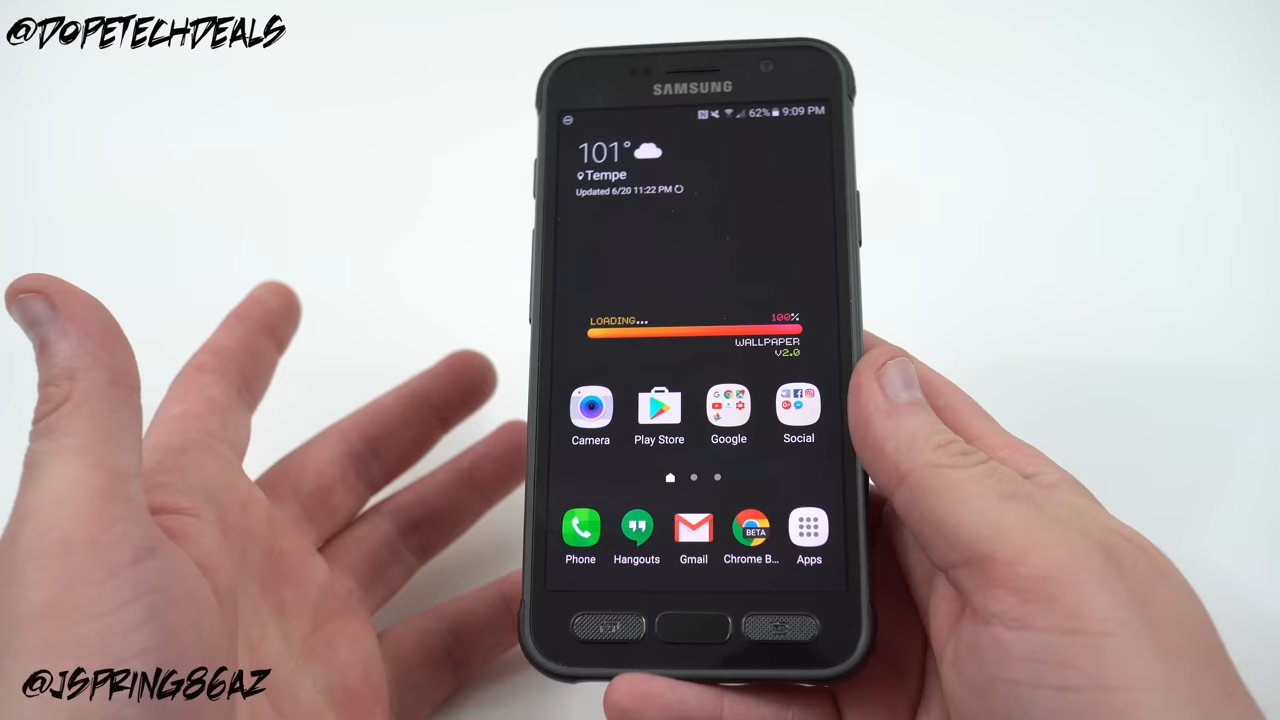 @DOPETECHDEALS
SAMSUNG
62% 9:09 PM
101°
Tempe
Updated 6/20 11:22 PM
LOADING... 100%
WALLPAPER
V2.0
Camera Play Store Google Social
BETA
Phone Hangouts Gmail Chrome B... Apps
@JSPRING86AZ